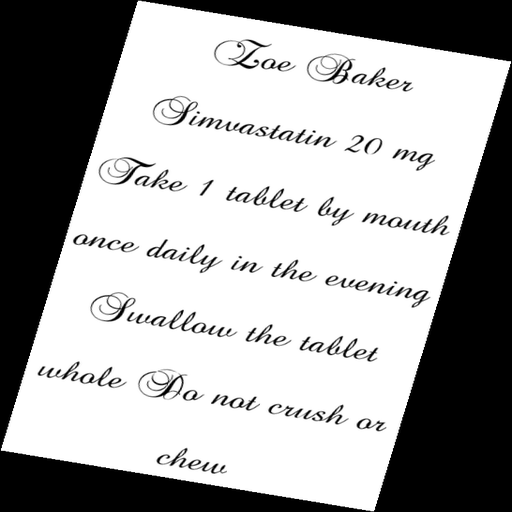 Zoe Baker
Simvastatin 20 mg
Take 1 tablet by mouth
once daily in the evening
Swallow the tablet
whole Do not crush or
chew